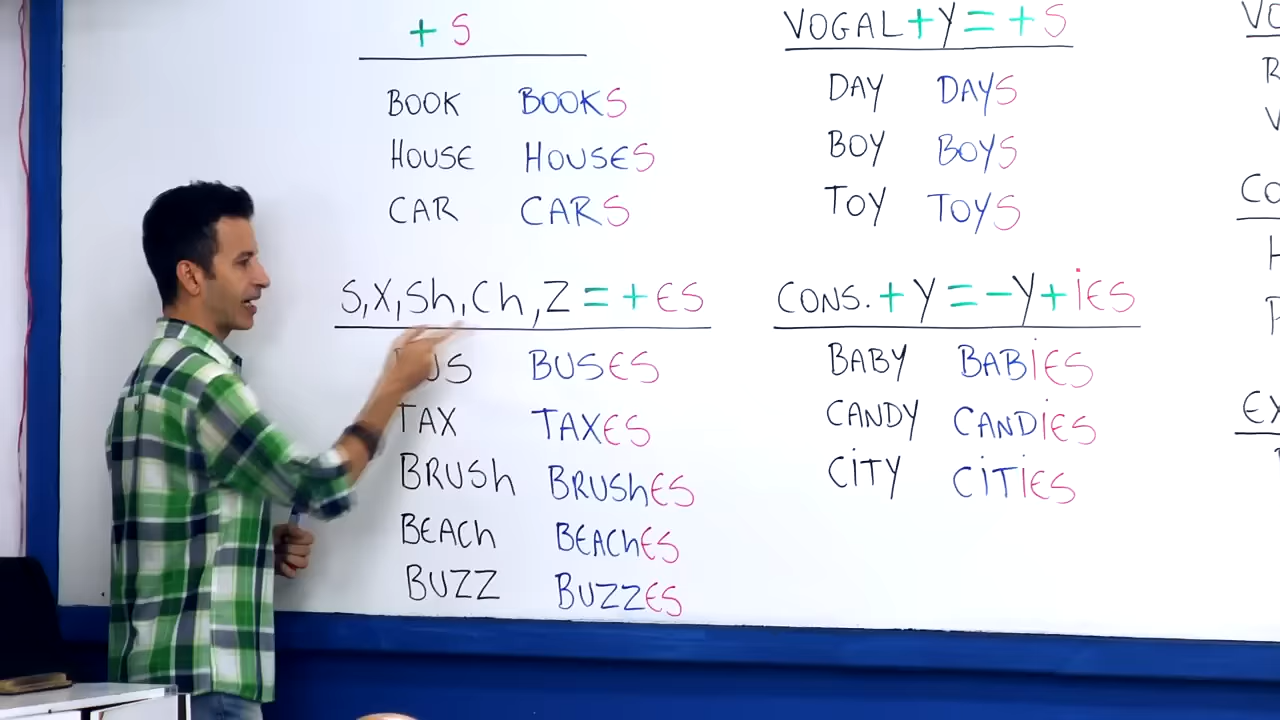 + S
BOOK BOOKS
HOUSE HOUSES
CAR CARS
S, X, Sh, Ch, Z = + ES
BUSES
TAX TAXES
BRUSh BRUShES
BEACh BEAChES
BUZZ BUZZES
VOGAL + Y = + S
DAY DAYS
BOY BOYS
TOY TOYS
CONS. + Y = - Y + iES
BABY BABiES
CANDY CANDiES
CiTY CiTiES